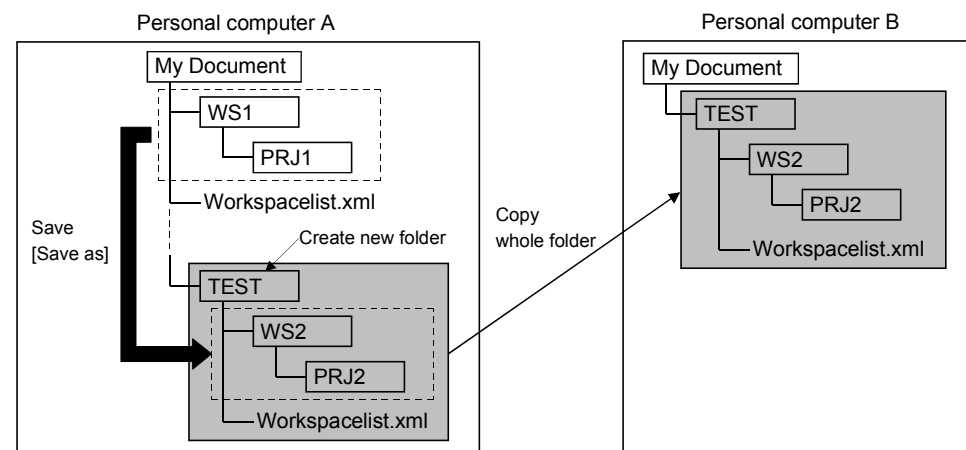 Personal computer A
My Document
WS1
PRJ1
Workspacelist.xml
Save
[Save as]
Create new folder
TEST
WS2
PRJ2
Workspacelist.xml
Copy
whole folder
Personal computer B
My Document
TEST
WS2
PRJ2
Workspacelist.xml